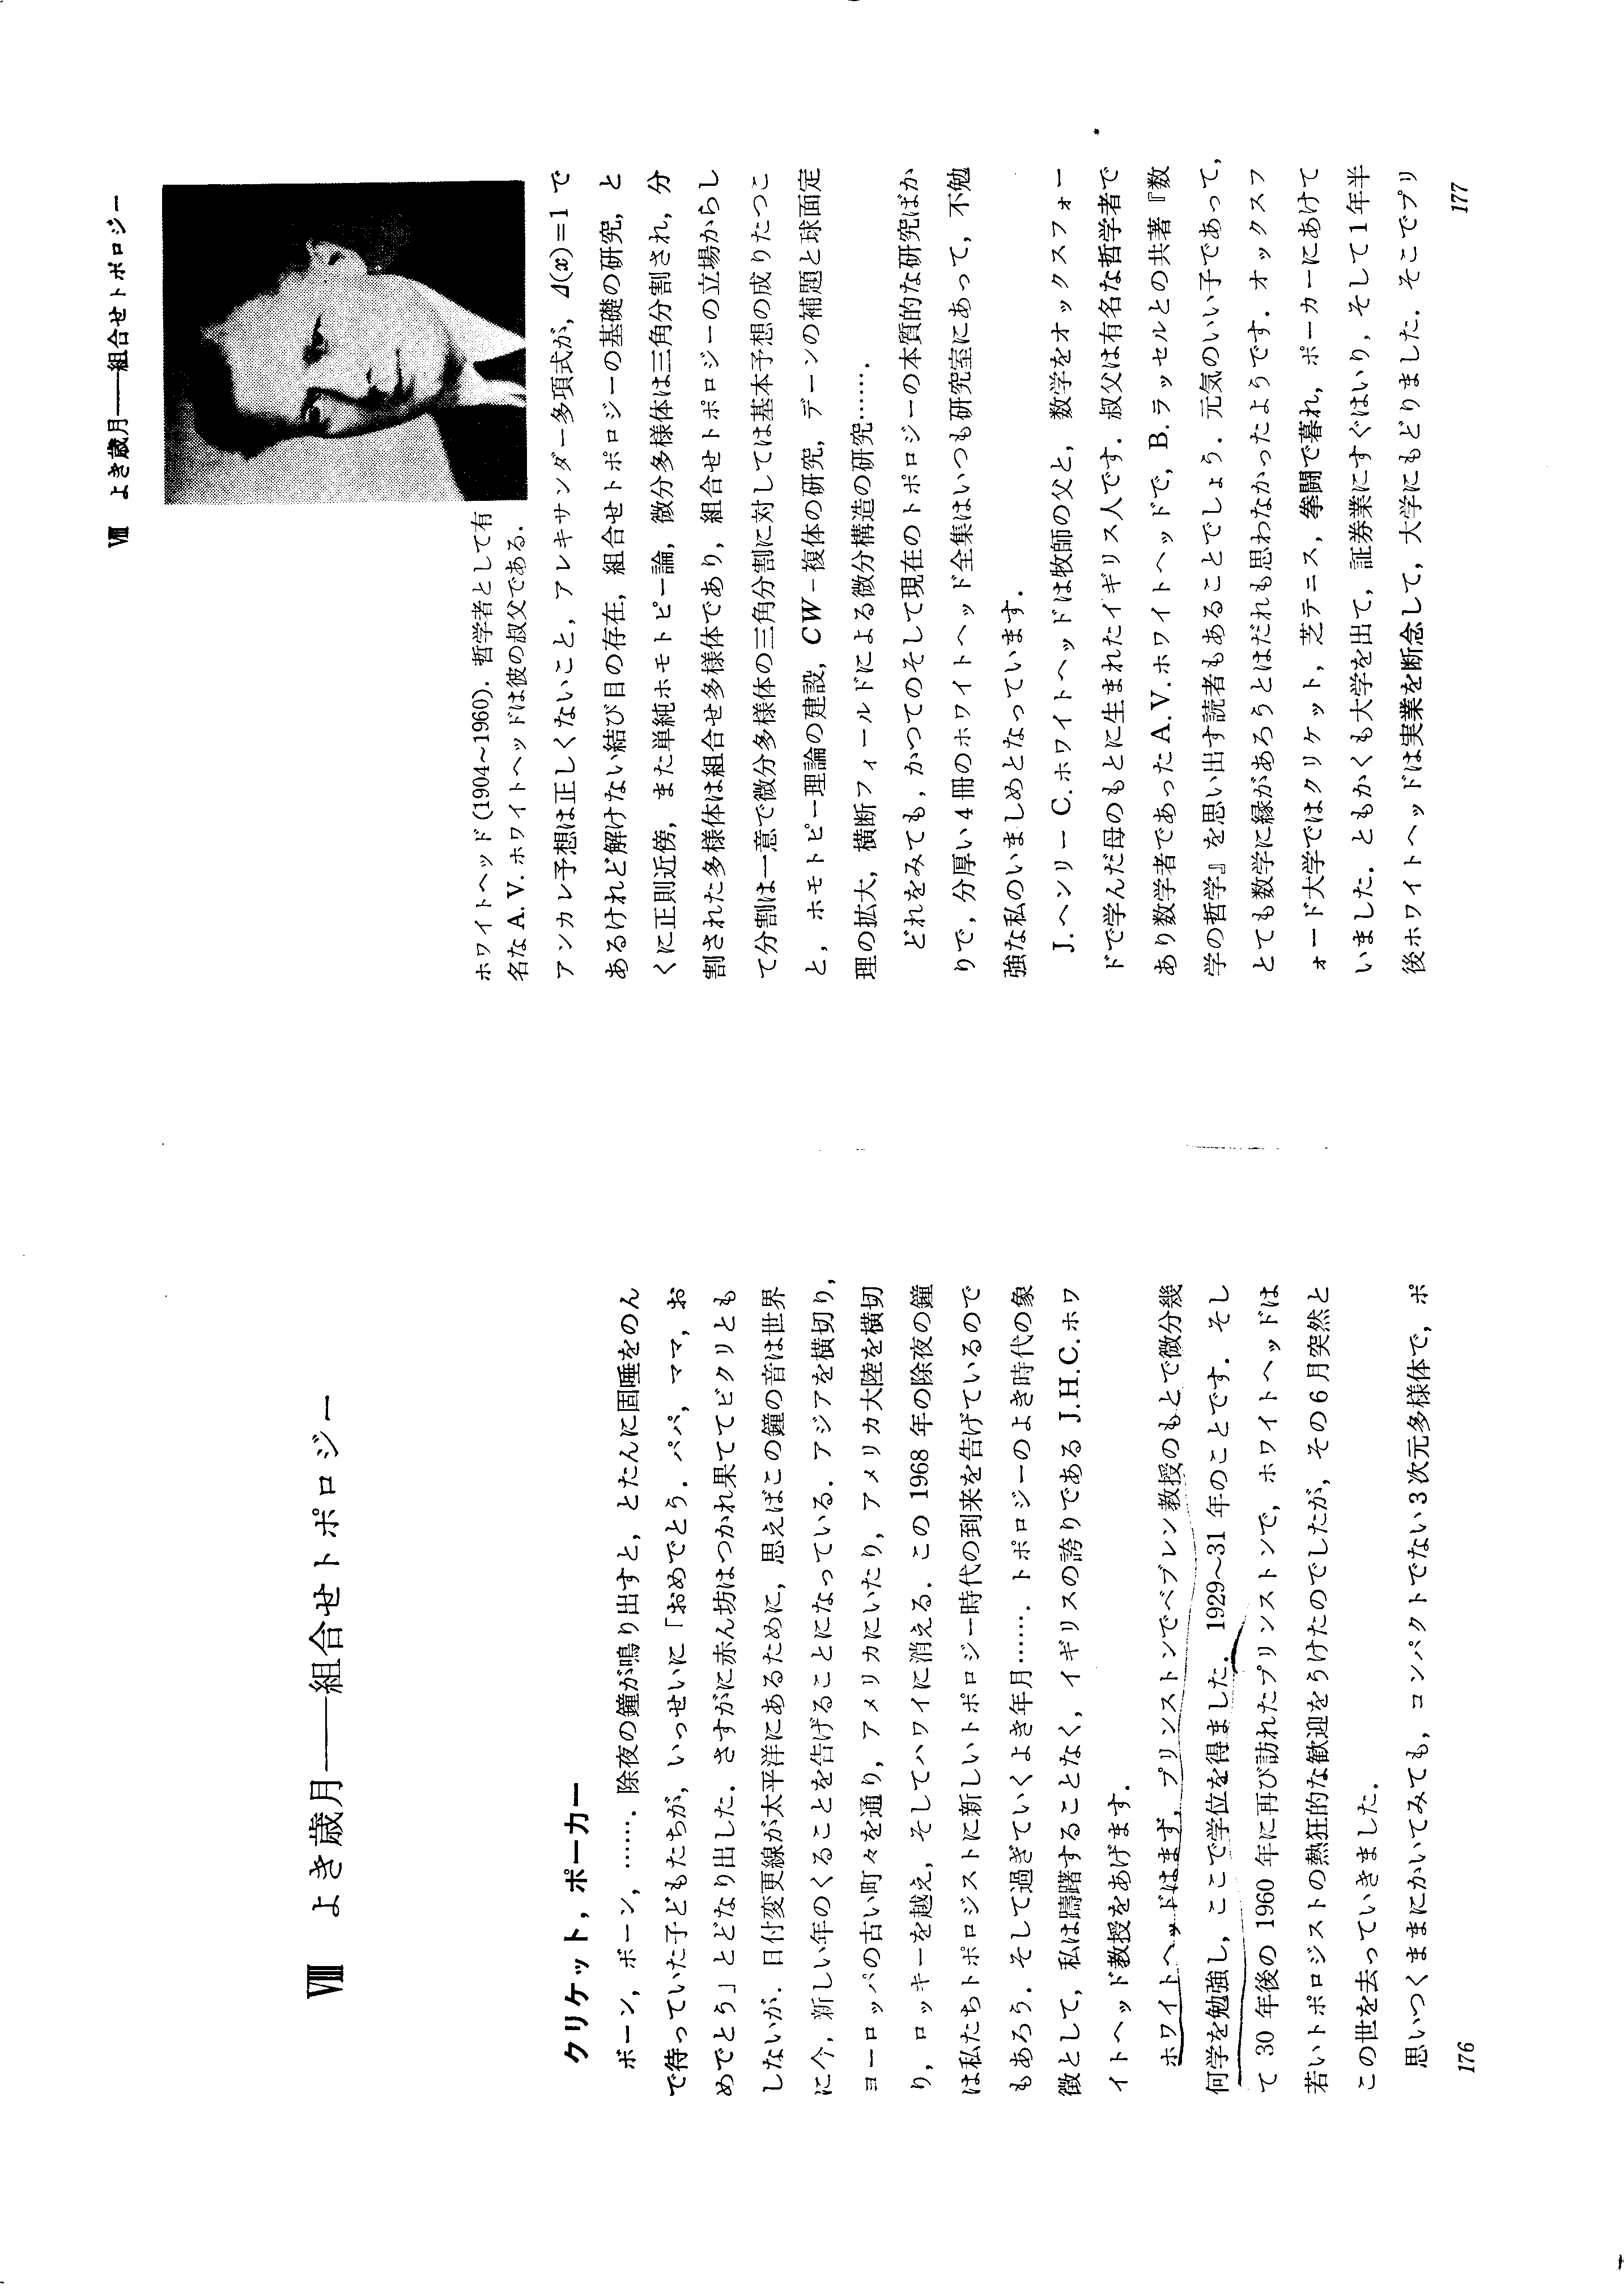 Ⅷ よき歳月——組合せトポロジー
クリケット，ポーカー
ボーン，ボーン，……．除夜の鐘が鳴り出すと，とたんに固唾をのん
で待っていた子どもたちが，いっせいに「おめでとう．パパ，ママ，お
めでとう」とどなり出した．さすがに赤ん坊はつかれ果ててビクリとも
しないが．日付変更線が太平洋にあるために，思えばこの鐘の音は世界
に今，新しい年のくることを告げることになっている．アジアを横切り，
ヨーロッパの古い町々を通り，アメリカにいたり，アメリカ大陸を横切
り，ロッキーを越え，そしてハワイに消える．この 1968 年の除夜の鐘
は私たちトポロジストに新しいトポロジー時代の到来を告げているので
もあろう．そして過ぎていくよき年月……．トポロジーのよき時代の象
徴として，私は躊躇することなく，イギリスの誇りである J.H.C.ホワ
イトヘッド教授をあげます．
ホワイトヘッドはまず，プリンストンでベブレン教授のもとで微分幾
何学を勉強し，ここで学位を得ました．1929～31 年のことです．そし
て 30 年後の 1960 年に再び訪れたプリンストンで，ホワイトヘッドは
若いトポロジストの熱狂的な歓迎をうけたのでしたが，その 6 月突然と
この世を去っていきました．
思いつくままにかいてみても，コンパクトでない 3 次元多様体で，ポ
176
Ⅷ よき歳月——組合せトポロジー
ホワイトヘッド(1904～1960)．哲学者として有
名な A.V.ホワイトヘッドは彼の叔父である．
アンカレ予想は正しくないこと，アレキサンダー多項式が，Δ(x)=1 で
あるけれど解けない結び目の存在，組合せトポロジーの基礎の研究，と
くに正則近傍，また単純ホモトピー論，微分多様体は三角分割され，分
割された多様体は組合せ多様体であり，組合せトポロジーの立場からし
て分割は一意で微分多様体の三角分割に対しては基本予想の成りたつこ
と，ホモトピー理論の建設，CW－複体の研究，デーンの補題と球面定
理の拡大，横断フィールドによる微分構造の研究……．
どれをみても，かつてのそして現在のトポロジーの本質的な研究ばか
りで，分厚い 4 冊のホワイトヘッド全集はいつも研究室にあって，不勉
強な私のいましめとなっています．
J.ヘンリー C.ホワイトヘッドは牧師の父と，数学をオックスフォー
ドで学んだ母のもとに生まれたイギリス人です．叔父は有名な哲学者で
あり数学者であった A.V.ホワイトヘッドで，B.ラッセルとの共著『数
学の哲学』を思い出す読者もあることでしょう．元気のいい子であって，
とても数学に縁があろうとはだれも思わなかったようです．オックスフ
ォード大学ではクリケット，芝テニス，拳闘で暮れ，ポーカーにあけて
いました．ともかくも大学を出て，証券業にすぐはいり，そして 1 年半
後ホワイトヘッドは実業を断念して，大学にもどりました．そこでプリ
177